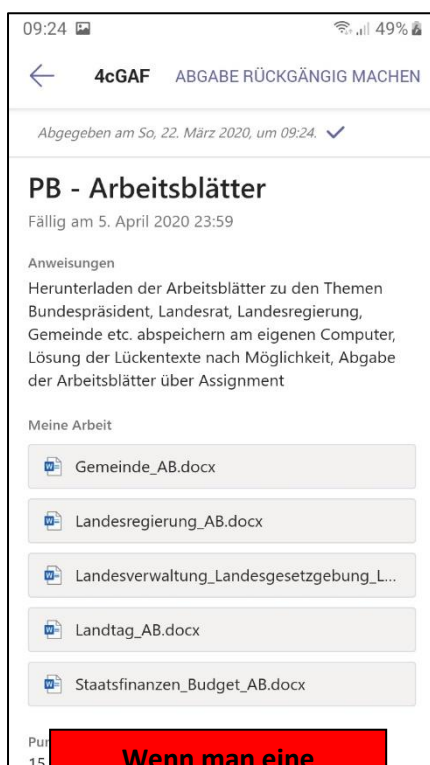 09:24 49%
4cGAF ABGABE RÜCKGÄNGIG MACHEN
Abgegeben am So, 22. März 2020, um 09:24.
PB - Arbeitsblätter
Fällig am 5. April 2020 23:59
Anweisungen
Herunterladen der Arbeitsblätter zu den Themen
Bundespräsident, Landesrat, Landesregierung,
Gemeinde etc. abspeichern am eigenen Computer,
Lösung der Lückentexte nach Möglichkeit, Abgabe
der Arbeitsblätter über Assignment
Meine Arbeit
Gemeinde_AB.docx
Landesregierung_AB.docx
Landesverwaltung_Landesgesetzgebung_L...
Landtag_AB.docx
Staatsfinanzen_Budget_AB.docx
Pu
15
Wenn man eine